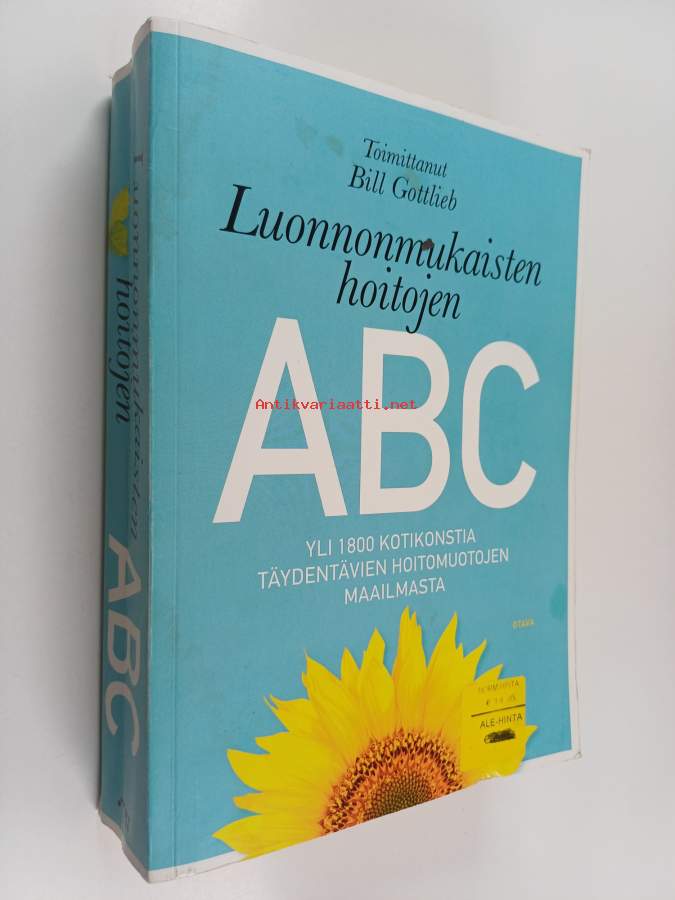 Toimittanut
Bill Gottlieb
Luonnonmukaisten
hoitojen
ABC
Antikvariaatti.net
YLI 1800 KOTIKONSTIA
TÄYDENTÄVIEN HOITOMUOTOJEN
MAAILMASTA
OTAVA
ALE-HINTA
Luonnonmukaisten
hoitojen
ABC